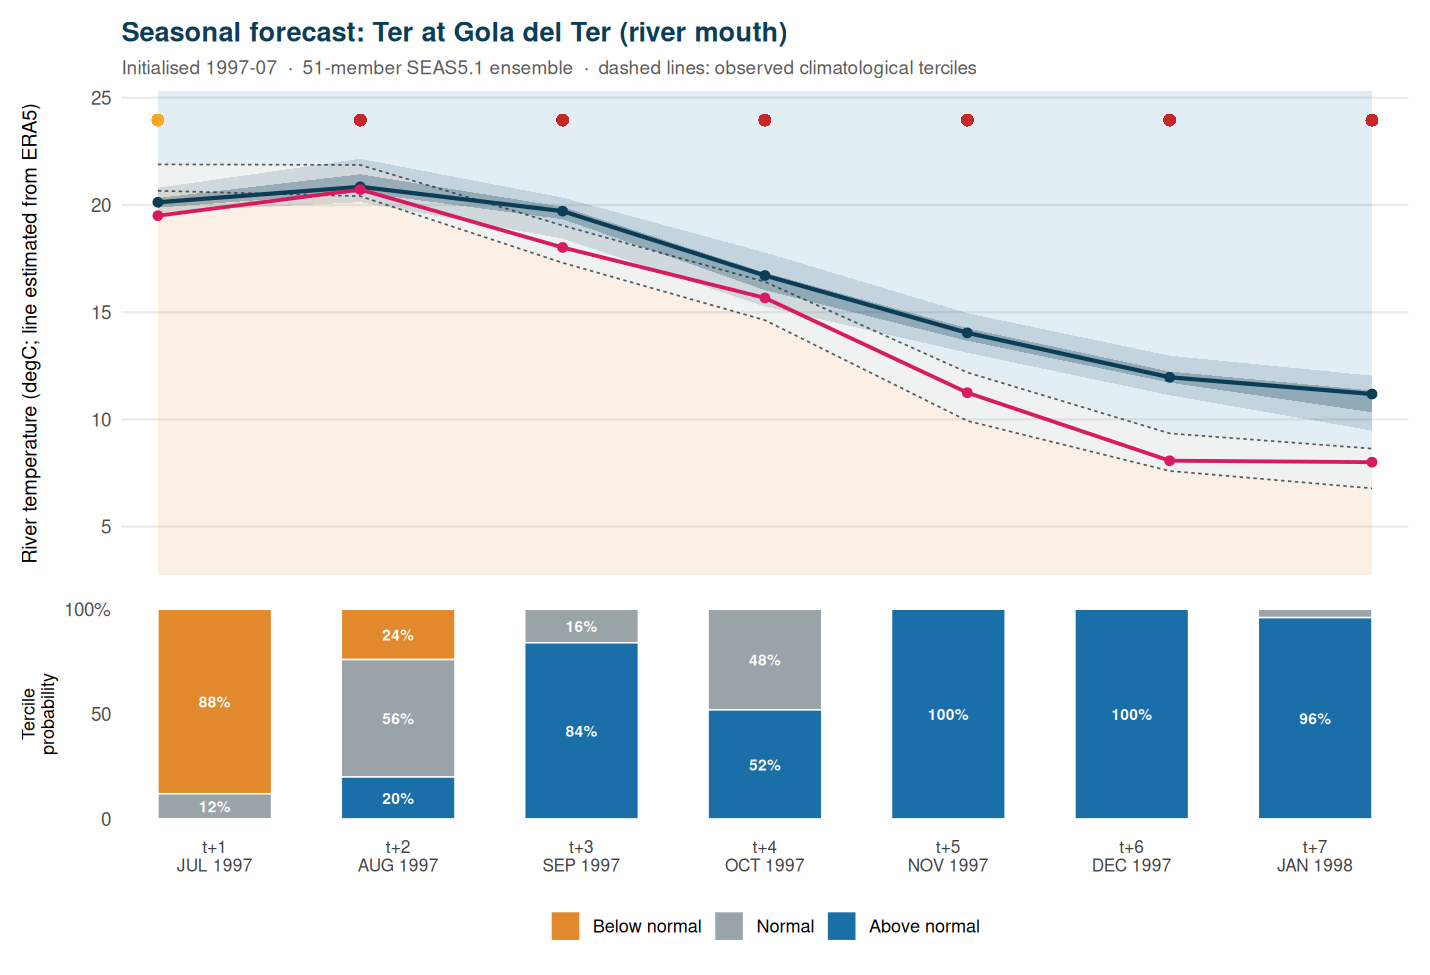 Seasonal forecast: Ter at Gola del Ter (river mouth)
Initialised 1997-07 · 51-member SEAS5.1 ensemble · dashed lines: observed climatological terciles
River temperature (degC; line estimated from ERA5)
25
20
15
10
5
Tercile
probability
100%
50
0
88%
12%
24%
56%
20%
16%
84%
48%
52%
100%
100%
96%
t+1
JUL 1997
t+2
AUG 1997
t+3
SEP 1997
t+4
OCT 1997
t+5
NOV 1997
t+6
DEC 1997
t+7
JAN 1998
Below normal
Normal
Above normal